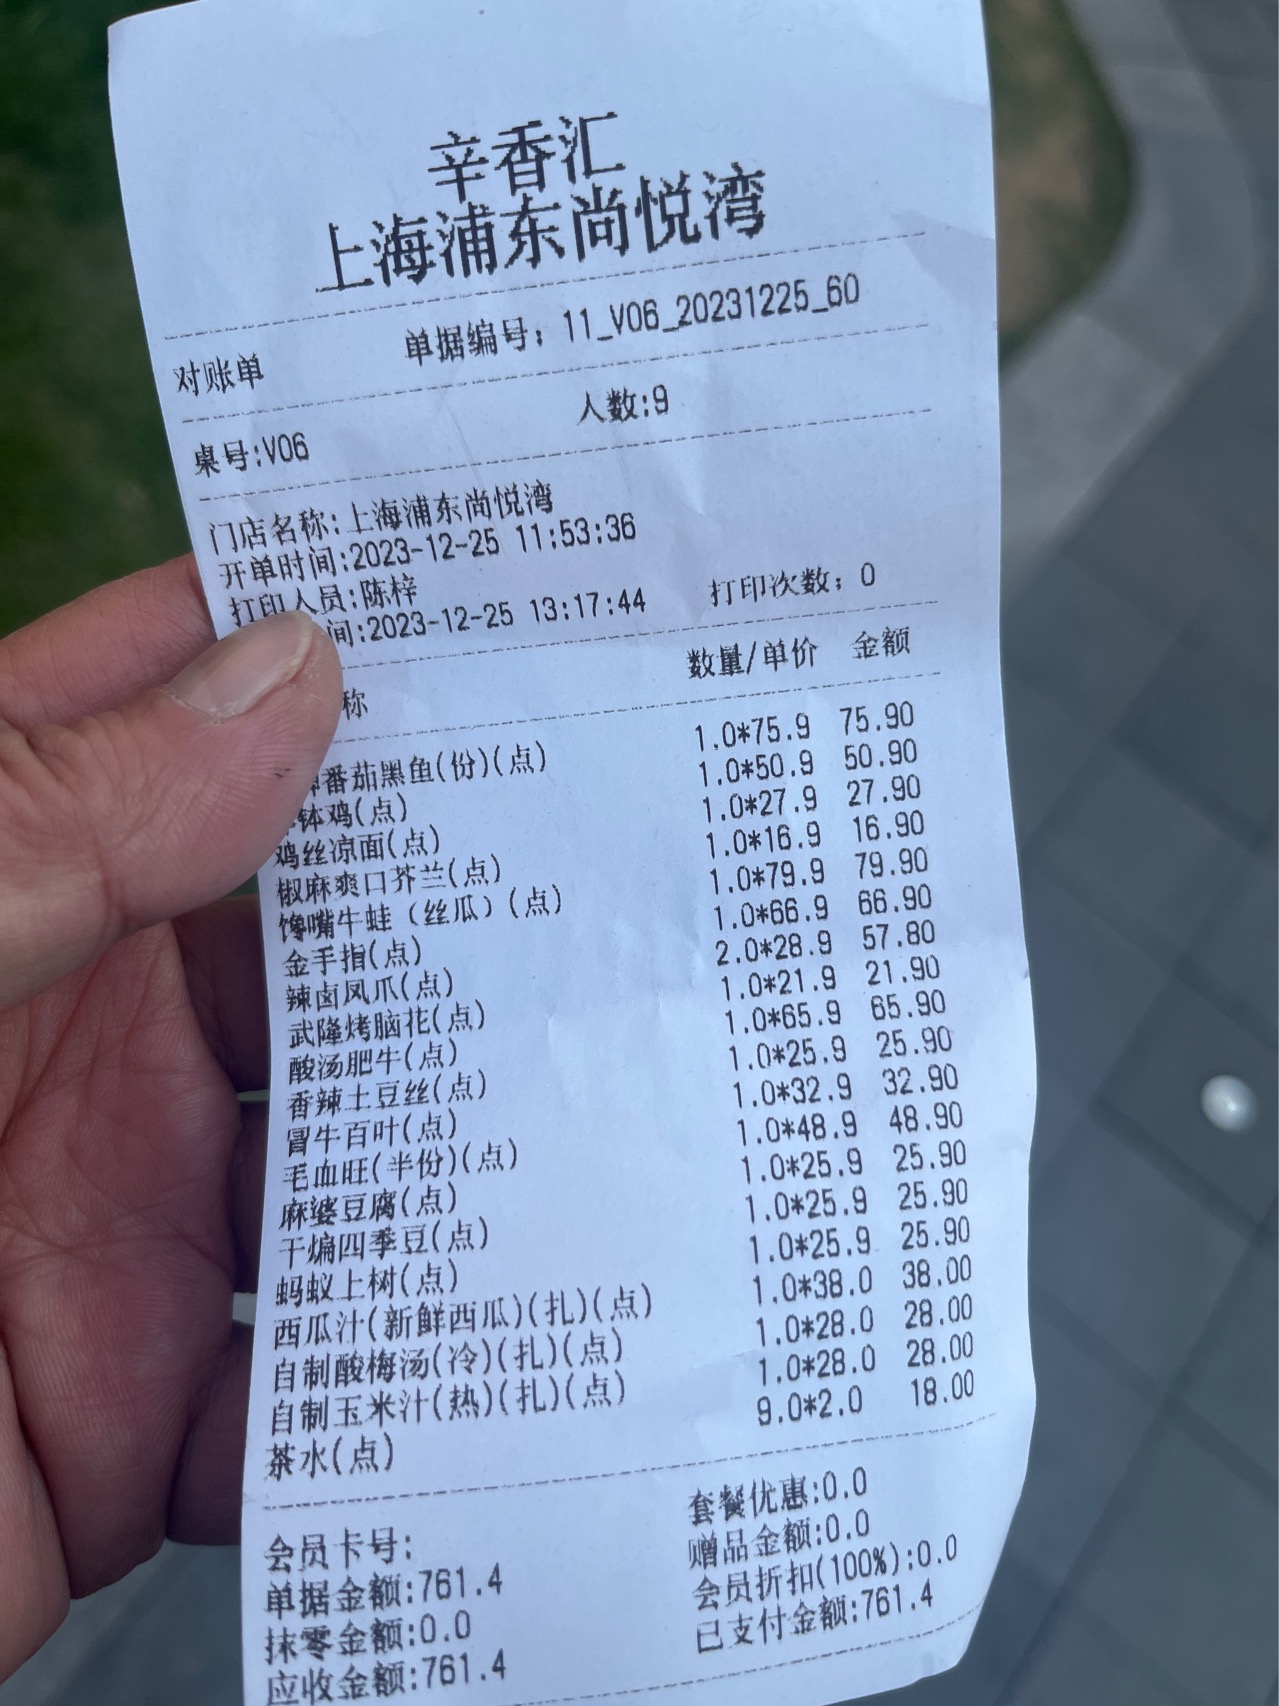 辛香汇
上海浦东尚悦湾
对账单 单据编号：11_V06_20231225_60
桌号:V06 人数:9
门店名称:上海浦东尚悦湾
开单时间:2023-12-25 11:53:36
打印人员:陈梓
间:2023-12-25 13:17:44 打印次数：0
称 数量/单价 金额
番茄黑鱼(份)(点) 1.0*75.9 75.90
钵鸡(点) 1.0*50.9 50.90
鸡丝凉面(点) 1.0*27.9 27.90
椒麻爽口芥兰(点) 1.0*16.9 16.90
馋嘴牛蛙（丝瓜）(点) 1.0*79.9 79.90
金手指(点) 1.0*66.9 66.90
辣卤凤爪(点) 2.0*28.9 57.80
武隆烤脑花(点) 1.0*21.9 21.90
酸汤肥牛(点) 1.0*65.9 65.90
香辣土豆丝(点) 1.0*25.9 25.90
冒牛百叶(点) 1.0*32.9 32.90
毛血旺(半份)(点) 1.0*48.9 48.90
麻婆豆腐(点) 1.0*25.9 25.90
干煸四季豆(点) 1.0*25.9 25.90
蚂蚁上树(点) 1.0*25.9 25.90
西瓜汁(新鲜西瓜)(扎)(点) 1.0*38.0 38.00
自制酸梅汤(冷)(扎)(点) 1.0*28.0 28.00
自制玉米汁(热)(扎)(点) 1.0*28.0 28.00
茶水(点) 9.0*2.0 18.00
会员卡号: 套餐优惠:0.0
单据金额:761.4 赠品金额:0.0
抹零金额:0.0 会员折扣(100%):0.0
应收金额:761.4 已支付金额:761.4